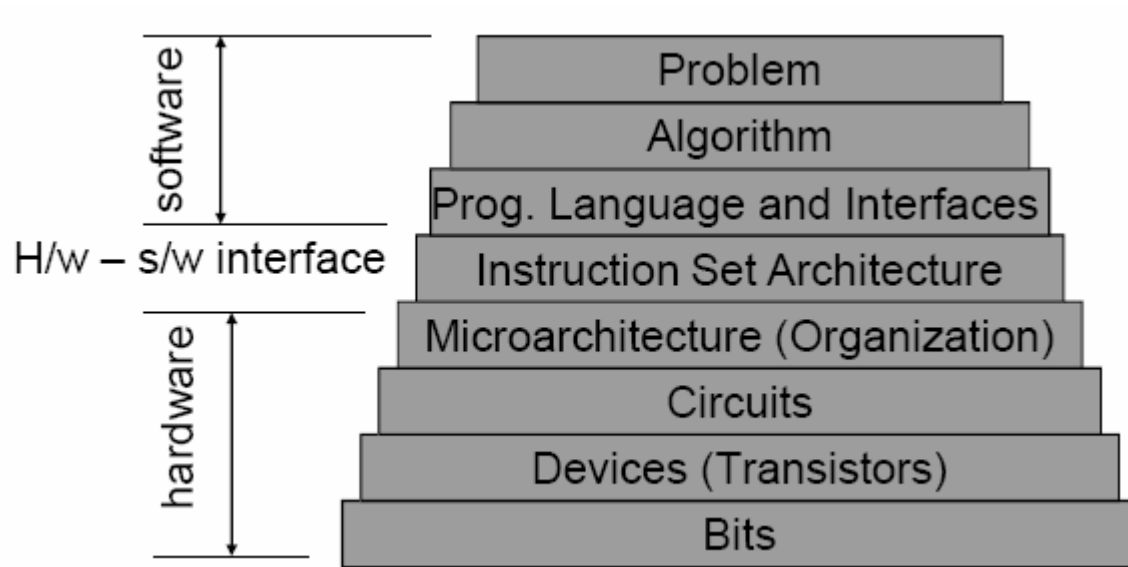 software
Problem
Algorithm
Prog. Language and Interfaces
H/w – s/w interface
Instruction Set Architecture
hardware
Microarchitecture (Organization)
Circuits
Devices (Transistors)
Bits